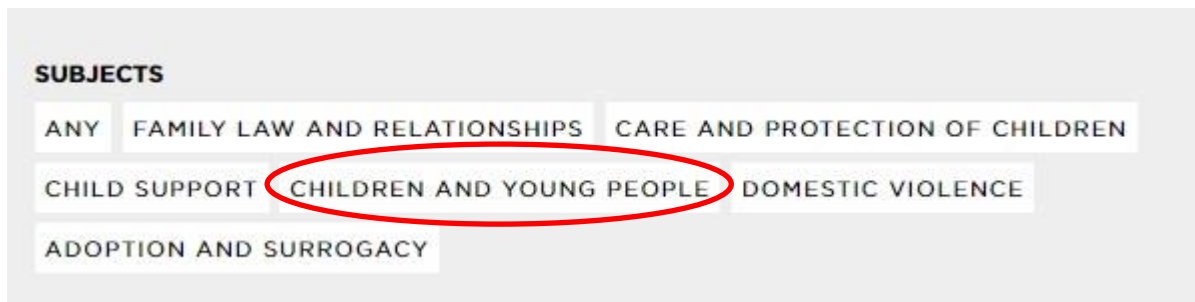 SUBJECTS
ANY FAMILY LAW AND RELATIONSHIPS CARE AND PROTECTION OF CHILDREN
CHILD SUPPORT CHILDREN AND YOUNG PEOPLE DOMESTIC VIOLENCE
ADOPTION AND SURROGACY